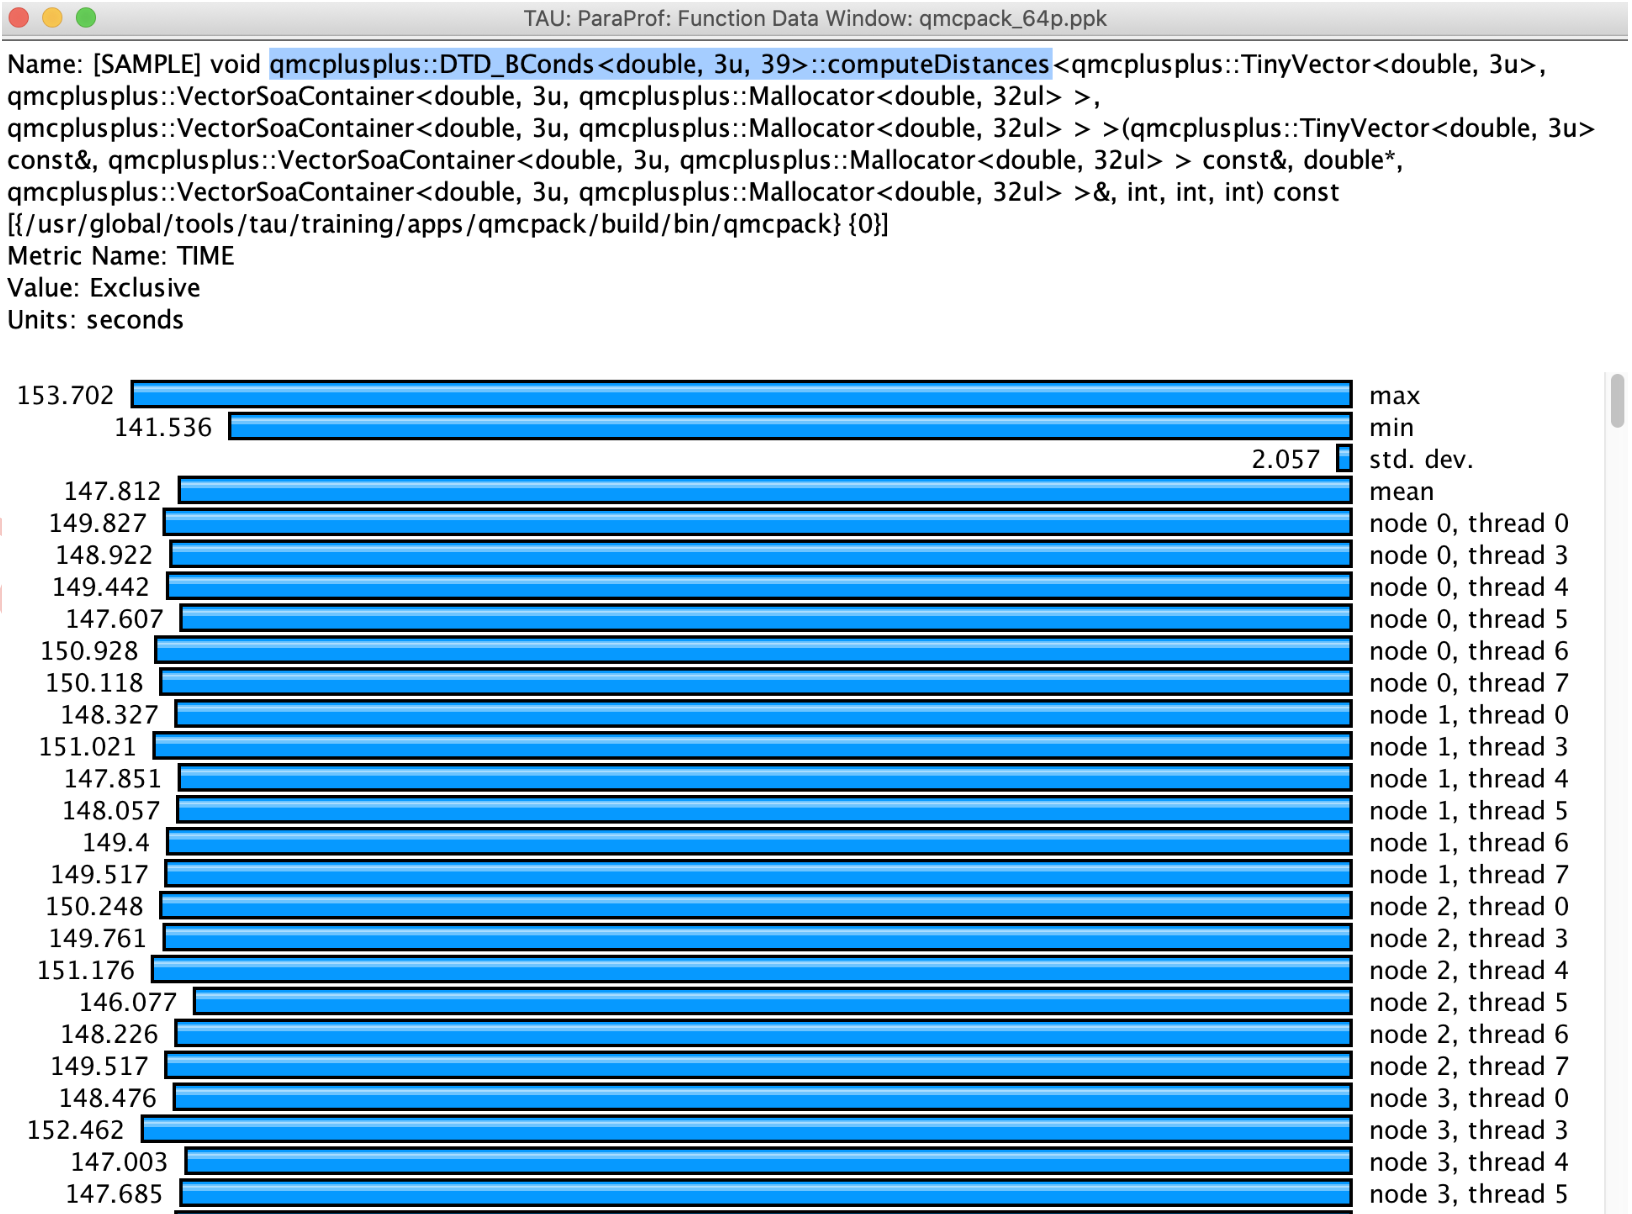 TAU: ParaProf: Function Data Window: qmcpack_64p.ppk
Name: [SAMPLE] void qmcplusplus::DTD_BConds<double, 3u, 39>::computeDistances<qmcplusplus::TinyVector<double, 3u>,
qmcplusplus::VectorSoaContainer<double, 3u, qmcplusplus::Mallocator<double, 32ul> >,
qmcplusplus::VectorSoaContainer<double, 3u, qmcplusplus::Mallocator<double, 32ul> > >(qmcplusplus::TinyVector<double, 3u>
const&, qmcplusplus::VectorSoaContainer<double, 3u, qmcplusplus::Mallocator<double, 32ul> > const&, double*,
qmcplusplus::VectorSoaContainer<double, 3u, qmcplusplus::Mallocator<double, 32ul> >&, int, int, int) const
[{/usr/global/tools/tau/training/apps/qmcpack/build/bin/qmcpack} {0}]
Metric Name: TIME
Value: Exclusive
Units: seconds
153.702 max
141.536 min
2.057 std. dev.
147.812 mean
149.827 node 0, thread 0
148.922 node 0, thread 3
149.442 node 0, thread 4
147.607 node 0, thread 5
150.928 node 0, thread 6
150.118 node 0, thread 7
148.327 node 1, thread 0
151.021 node 1, thread 3
147.851 node 1, thread 4
148.057 node 1, thread 5
149.4 node 1, thread 6
149.517 node 1, thread 7
150.248 node 2, thread 0
149.761 node 2, thread 3
151.176 node 2, thread 4
146.077 node 2, thread 5
148.226 node 2, thread 6
149.517 node 2, thread 7
148.476 node 3, thread 0
152.462 node 3, thread 3
147.003 node 3, thread 4
147.685 node 3, thread 5